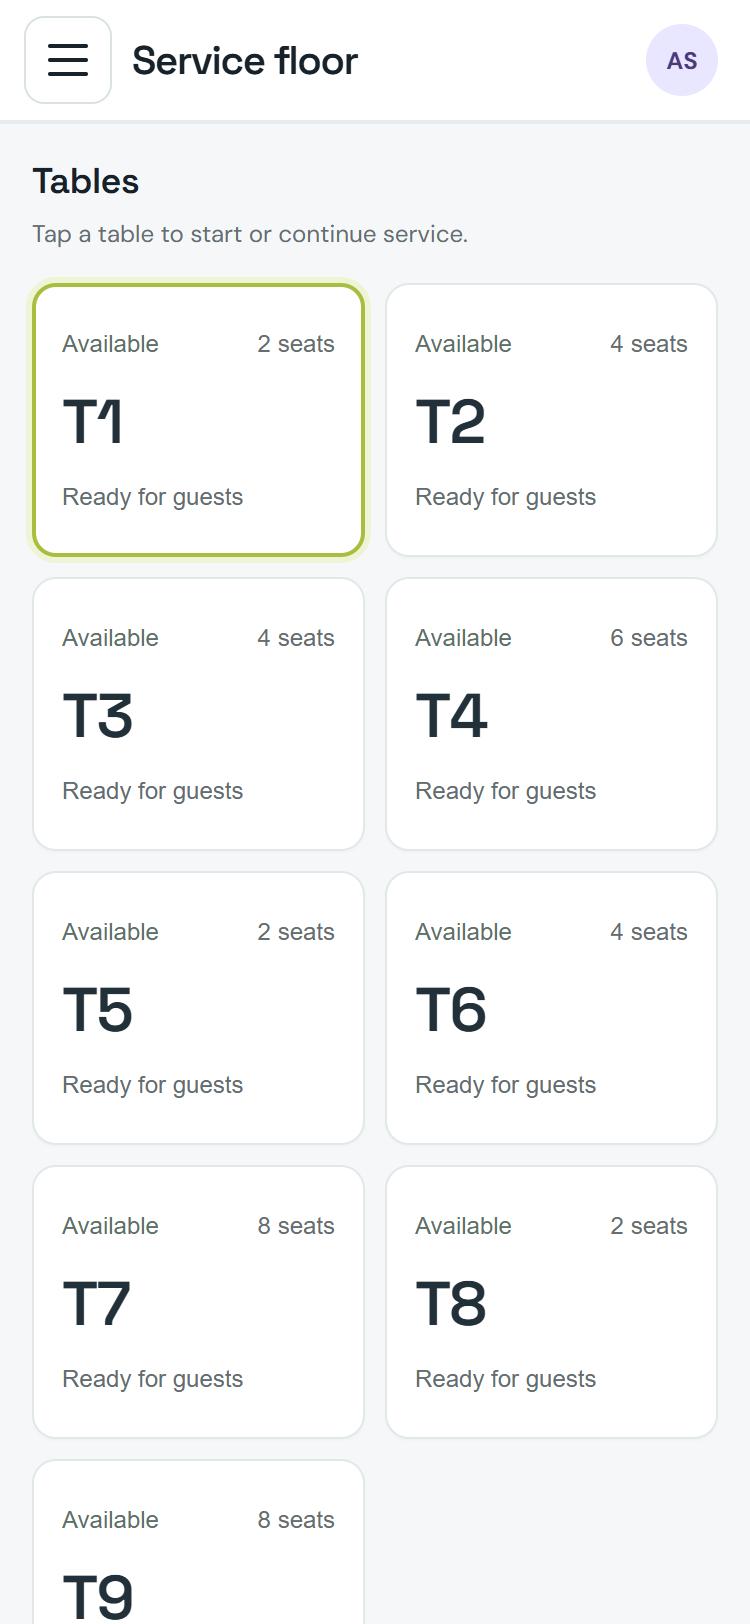 Service floor
AS
Tables
Tap a table to start or continue service.
Available 2 seats
T1
Ready for guests
Available 4 seats
T2
Ready for guests
Available 4 seats
T3
Ready for guests
Available 6 seats
T4
Ready for guests
Available 2 seats
T5
Ready for guests
Available 4 seats
T6
Ready for guests
Available 8 seats
T7
Ready for guests
Available 2 seats
T8
Ready for guests
Available 8 seats
T9